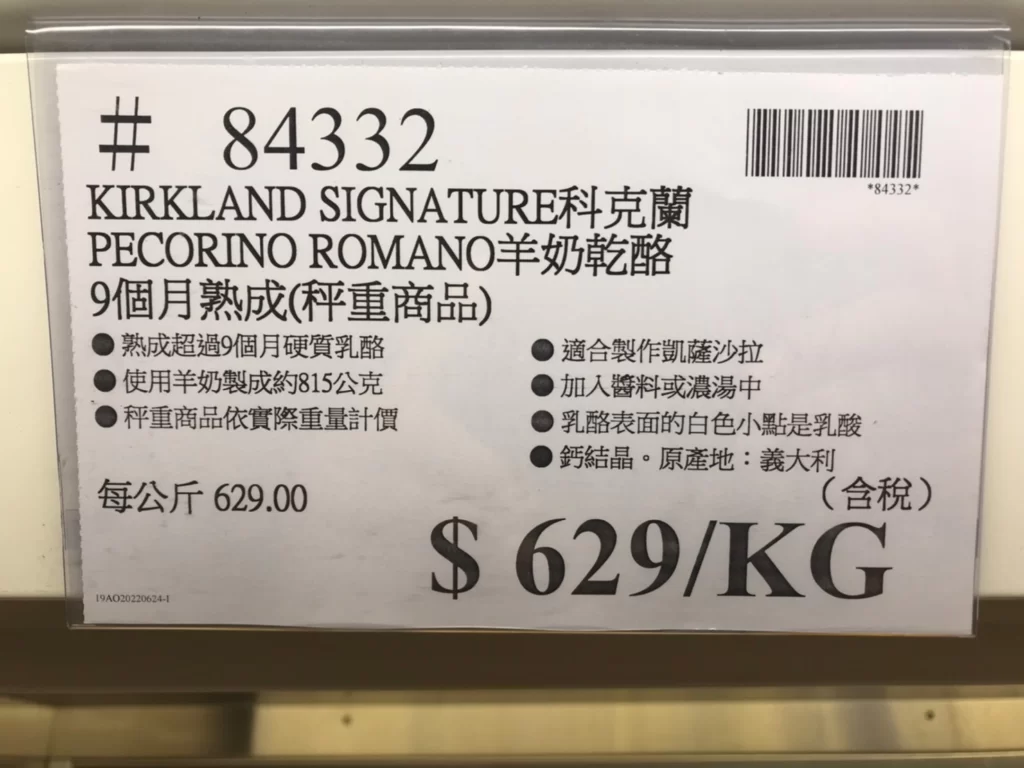 # 84332
*84332*
KIRKLAND SIGNATURE科克蘭
PECORINO ROMANO羊奶乾酪
9個月熟成(秤重商品)
●熟成超過9個月硬質乳酪
●使用羊奶製成約815公克
●秤重商品依實際重量計價
●適合製作凱薩沙拉
●加入醬料或濃湯中
●乳酪表面的白色小點是乳酸
●鈣結晶。原產地：義大利
每公斤 629.00
（含稅）
$ 629/KG
19AO20220624-1